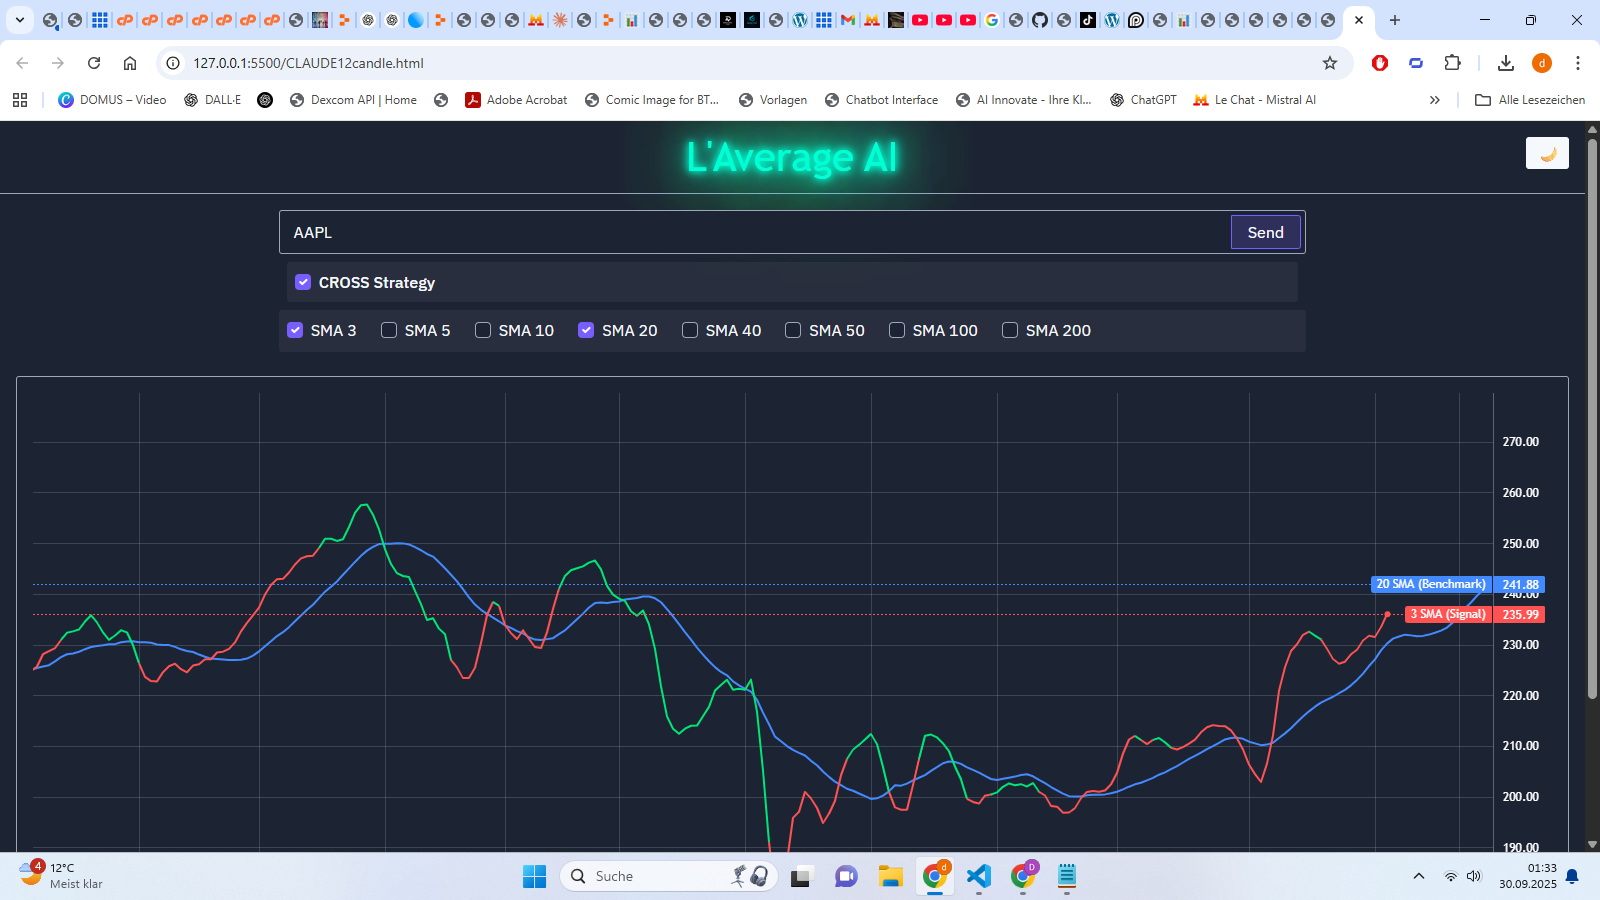 127.0.0.1:5500/CLAUDE12candle.html
d
DOMUS – Video
DALL·E
Dexcom API | Home
Adobe Acrobat
Comic Image for BT...
Vorlagen
Chatbot Interface
AI Innovate - Ihre KI...
ChatGPT
Le Chat - Mistral AI
»
Alle Lesezeichen
L'Average AI
AAPL
Send
CROSS Strategy
SMA 3
SMA 5
SMA 10
SMA 20
SMA 40
SMA 50
SMA 100
SMA 200
270.00
260.00
250.00
20 SMA (Benchmark) 241.88
240.00
3 SMA (Signal) 235.99
230.00
220.00
210.00
200.00
190.00
4
12°C
Meist klar
Suche
d
D
01:33
30.09.2025